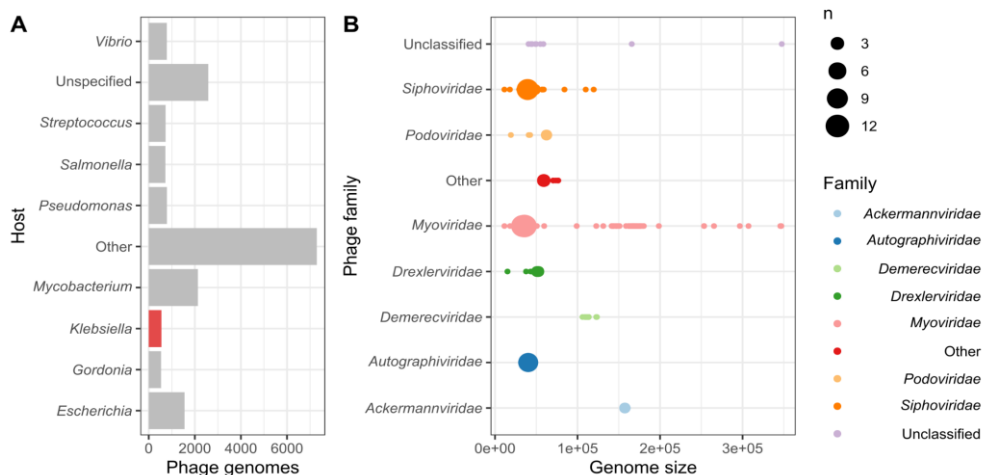 A
Host
Vibrio
Unspecified
Streptococcus
Salmonella
Pseudomonas
Other
Mycobacterium
Klebsiella
Gordonia
Escherichia
0 2000 4000 6000
Phage genomes
B
Phage family
Unclassified
Siphoviridae
Podoviridae
Other
Myoviridae
Drexlerviridae
Demerecviridae
Autographiviridae
Ackermannviridae
0e+00 1e+05 2e+05 3e+05
Genome size
n
3
6
9
12
Family
Ackermannviridae
Autographiviridae
Demerecviridae
Drexlerviridae
Myoviridae
Other
Podoviridae
Siphoviridae
Unclassified